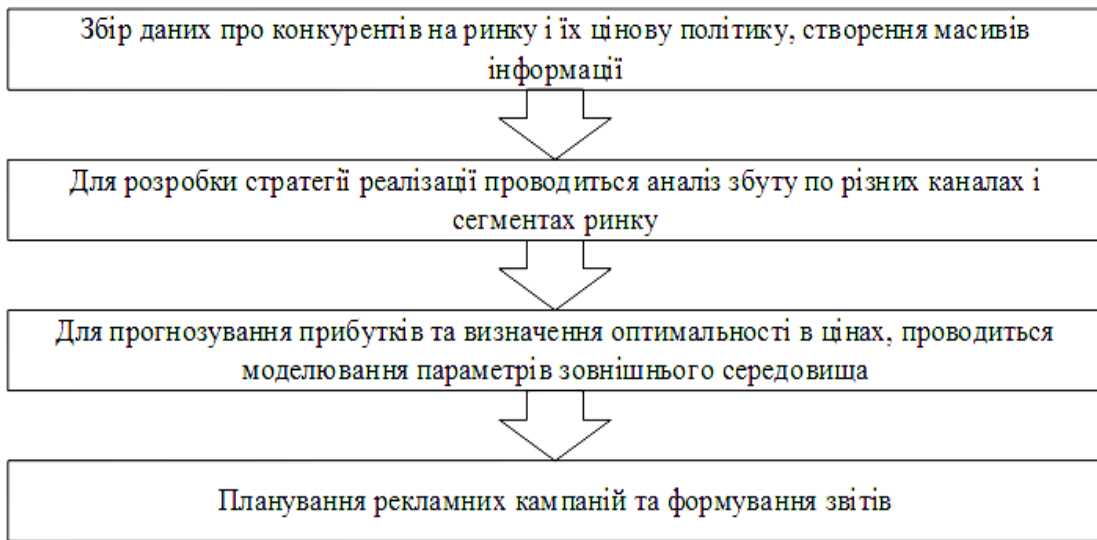 Збір даних про конкурентів на ринку і їх цінову політику, створення масивів
інформації
Для розробки стратегії реалізації проводиться аналіз збуту по різних каналах і
сегментах ринку
Для прогнозування прибутків та визначення оптимальності в цінах, проводиться
моделювання параметрів зовнішнього середовища
Планування рекламних кампаній та формування звітів